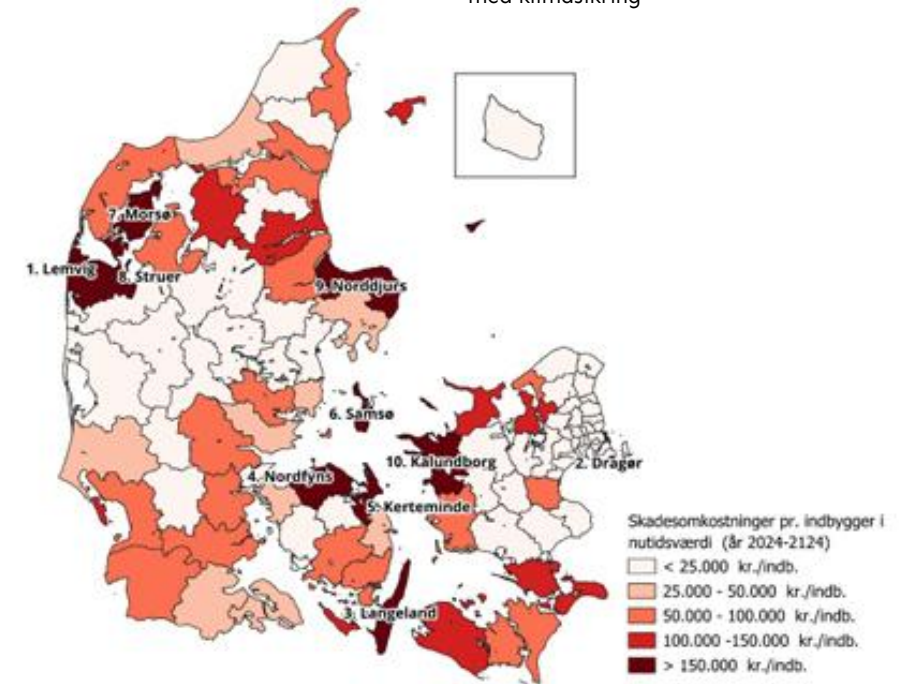 med klimasikring
7. Morsø
1. Lemvig
8. Struer
9. Norddjurs
6. Samsø
10. Kalundborg
2. Dragør
4. Nordfyns
5. Kerteminde
3. Langeland
Skadesomkostninger pr. indbygger i
nutidsværdi (år 2024-2124)
< 25.000 kr./indb.
25.000 - 50.000 kr./indb.
50.000 - 100.000 kr./indb.
100.000 -150.000 kr./indb.
> 150.000 kr./indb.